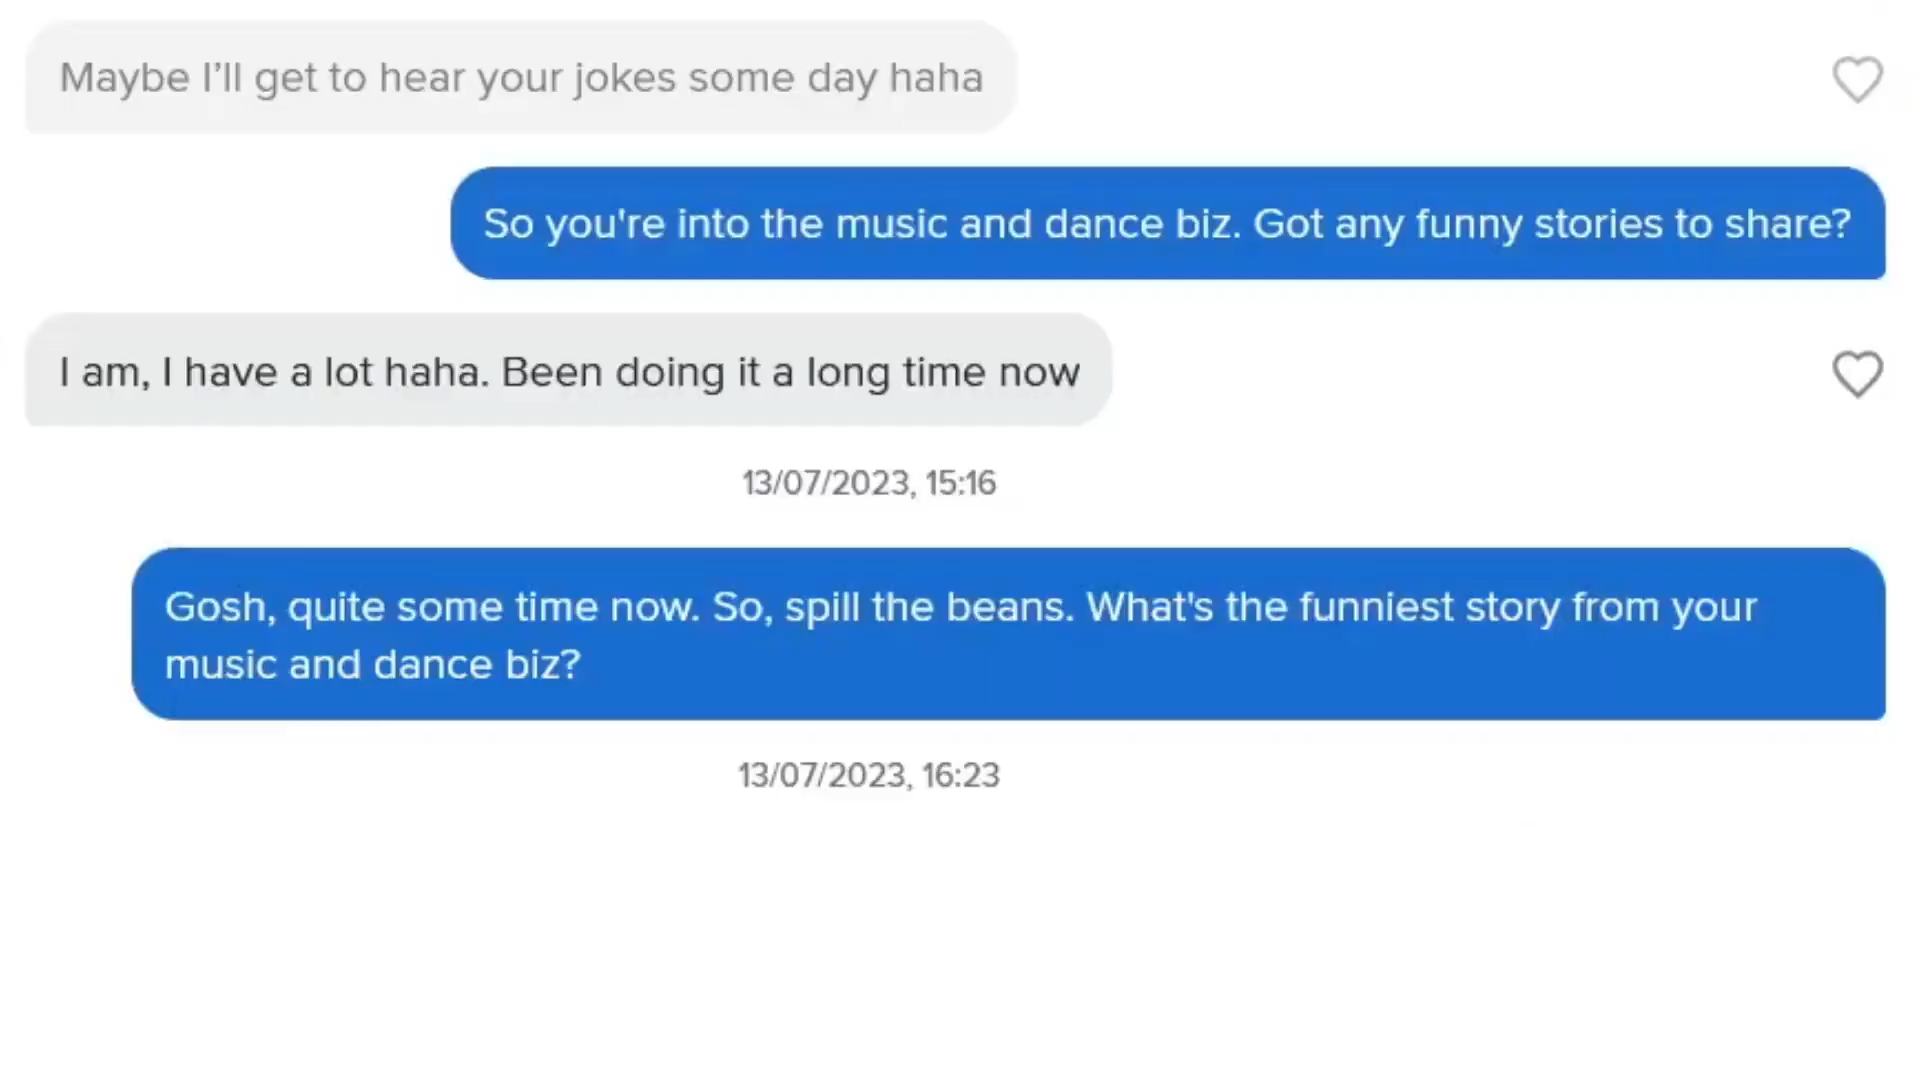 Maybe I’ll get to hear your jokes some day haha
So you're into the music and dance biz. Got any funny stories to share?
I am, I have a lot haha. Been doing it a long time now
13/07/2023, 15:16
Gosh, quite some time now. So, spill the beans. What's the funniest story from your
music and dance biz?
13/07/2023, 16:23